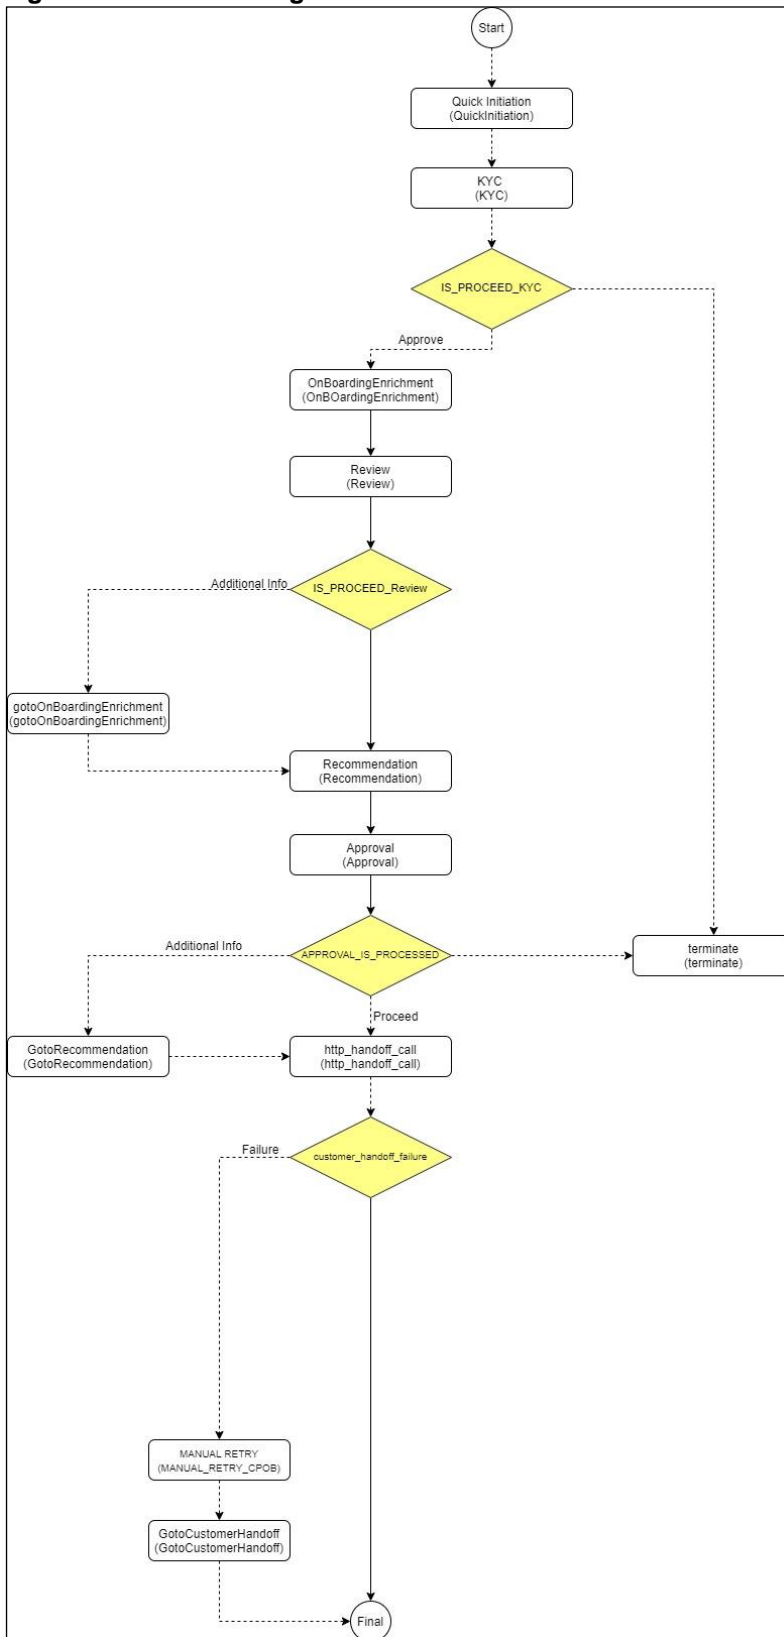 Start
Quick Initiation
(QuickInitiation)
KYC
(KYC)
IS_PROCEED_KYC
Approve
OnBoardingEnrichment
(OnBOardingEnrichment)
Review
(Review)
Additional Info
IS_PROCEED_Review
gotoOnBoardingEnrichment
(gotoOnBoardingEnrichment)
Recommendation
(Recommendation)
Approval
(Approval)
Additional Info
APPROVAL_IS_PROCESSED
terminate
(terminate)
Proceed
GotoRecommendation
(GotoRecommendation)
http_handoff_call
(http_handoff_call)
Failure
customer_handoff_failure
MANUAL RETRY
(MANUAL_RETRY_CPOB)
GotoCustomerHandoff
(GotoCustomerHandoff)
Final